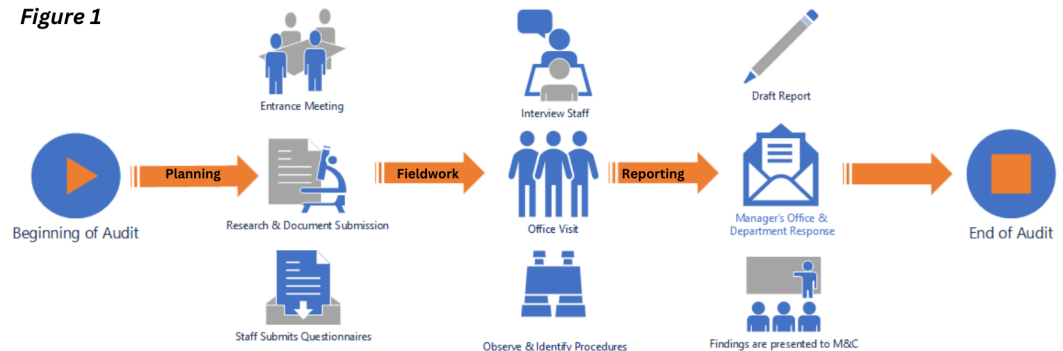 Figure 1
Entrance Meeting
Interview Staff
Draft Report
Planning
Fieldwork
Reporting
Beginning of Audit
Research & Document Submission
Office Visit
Manager's Office &
Department Response
End of Audit
Staff Submits Questionnaires
Observe & Identify Procedures
Findings are presented to M&C